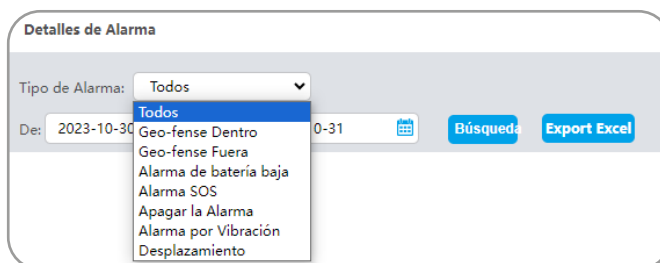 Detalles de Alarma
Tipo de Alarma: Todos
Todos
De: 2023-10-30 0-31 Búsqueda Export Excel
Geo-fense Dentro
Geo-fense Fuera
Alarma de batería baja
Alarma SOS
Apagar la Alarma
Alarma por Vibración
Desplazamiento